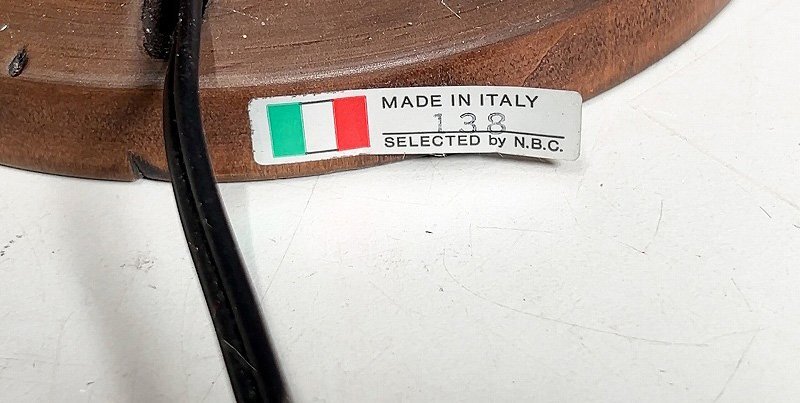 MADE IN ITALY
138
SELECTED by N.B.C.